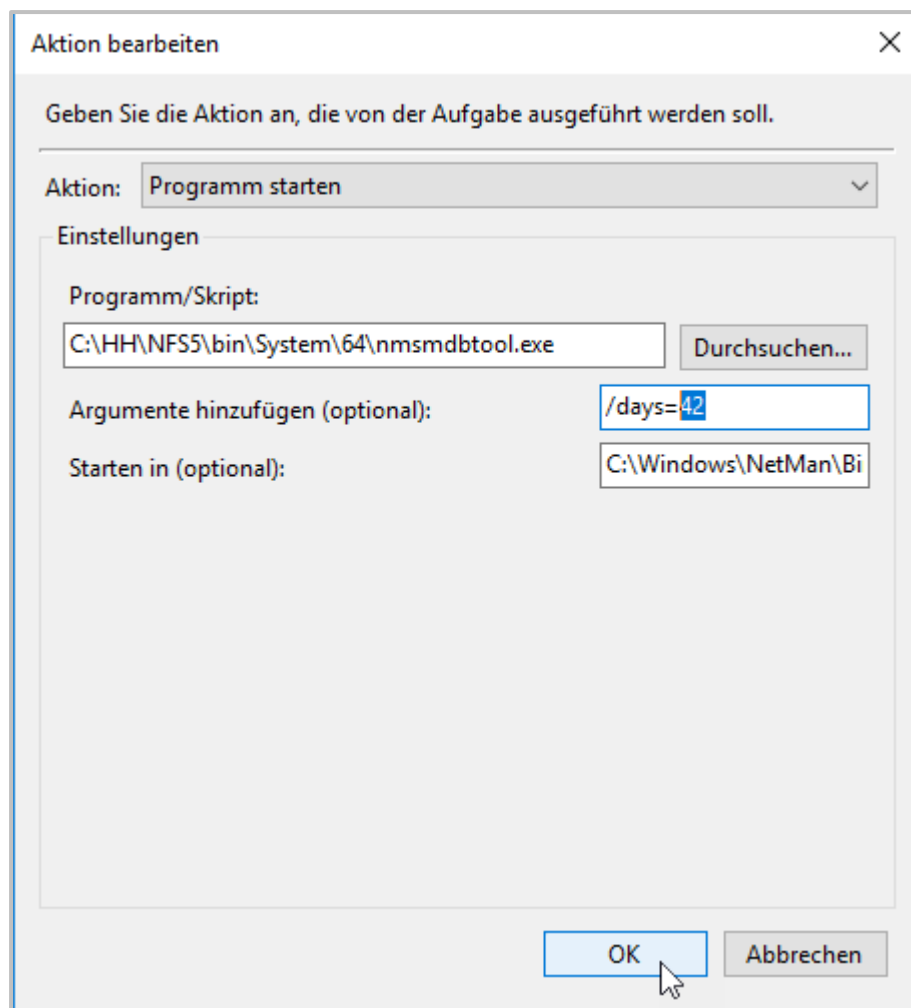 Aktion bearbeiten
Geben Sie die Aktion an, die von der Aufgabe ausgeführt werden soll.
Aktion: Programm starten
Einstellungen
Programm/Skript:
C:\HH\NFS5\bin\System\64\nmsmdbtool.exe Durchsuchen...
Argumente hinzufügen (optional): /days=42
Starten in (optional): C:\Windows\NetMan\Bi
OK Abbrechen